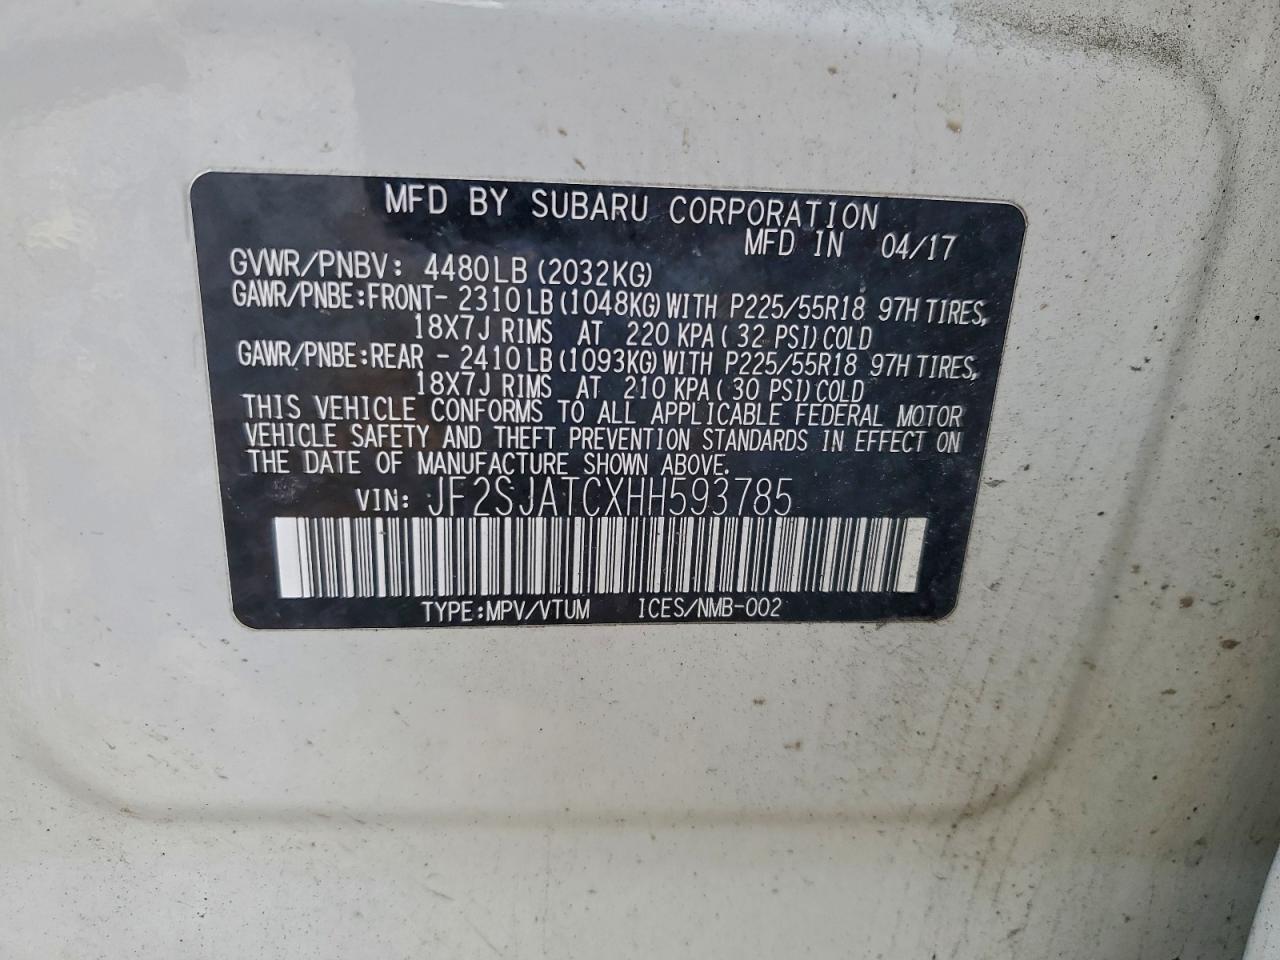 MFD BY SUBARU CORPORATION
MFD IN 04/17
GVWR/PNBV: 4480LB (2032KG)
GAWR/PNBE:FRONT- 2310 LB (1048KG) WITH P225/55R18 97H TIRES,
18X7J RIMS AT 220 KPA (32 PSI) COLD
GAWR/PNBE:REAR - 2410 LB (1093KG) WITH P225/55R18 97H TIRES,
18X7J RIMS AT 210 KPA (30 PSI) COLD
THIS VEHICLE CONFORMS TO ALL APPLICABLE FEDERAL MOTOR
VEHICLE SAFETY AND THEFT PREVENTION STANDARDS IN EFFECT ON
THE DATE OF MANUFACTURE SHOWN ABOVE.
VIN: JF2SJATCXHH593785
TYPE:MPV/VTUM ICES/NMB-002